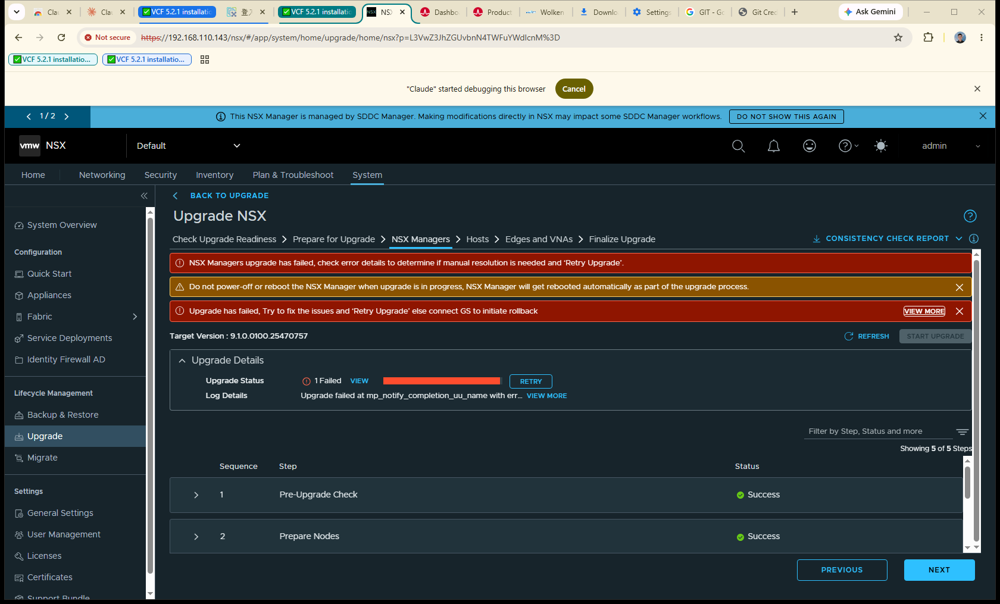 Clau
Clau
✅VCF 5.2.1 installatio
登
✅VCF 5.2.1 installatio
NSX
Dashbo
Product
Wolken
Downlo
Settings
GIT - Go
Git Cred
Ask Gemini
Not secure
https://192.168.110.143/nsx/#/app/system/home/upgrade/home/nsx?p=L3VwZ3JhZGUvbnN4TWFuYWdlcnM%3D
✅VCF 5.2.1 installatio...
✅VCF 5.2.1 installatio...
"Claude" started debugging this browser
Cancel
1 / 2
This NSX Manager is managed by SDDC Manager. Making modifications directly in NSX may impact some SDDC Manager workflows.
DO NOT SHOW THIS AGAIN
vmw NSX
Default
admin
Home
Networking
Security
Inventory
Plan & Troubleshoot
System
System Overview
Configuration
Quick Start
Appliances
Fabric
Service Deployments
Identity Firewall AD
Lifecycle Management
Backup & Restore
Upgrade
Migrate
Settings
General Settings
User Management
Licenses
Certificates
Support Bundle
BACK TO UPGRADE
Upgrade NSX
Check Upgrade Readiness
Prepare for Upgrade
NSX Managers
Hosts
Edges and VNAs
Finalize Upgrade
CONSISTENCY CHECK REPORT
NSX Managers upgrade has failed, check error details to determine if manual resolution is needed and ‘Retry Upgrade’.
Do not power-off or reboot the NSX Manager when upgrade is in progress, NSX Manager will get rebooted automatically as part of the upgrade process.
Upgrade has failed, Try to fix the issues and ‘Retry Upgrade’ else connect GS to initiate rollback
VIEW MORE
Target Version : 9.1.0.0100.25470757
REFRESH
START UPGRADE
Upgrade Details
Upgrade Status
1 Failed
VIEW
RETRY
Log Details
Upgrade failed at mp_notify_completion_uu_name with err...
VIEW MORE
Filter by Step, Status and more
Showing 5 of 5 Steps
Sequence
Step
Status
1
Pre-Upgrade Check
Success
2
Prepare Nodes
Success
PREVIOUS
NEXT